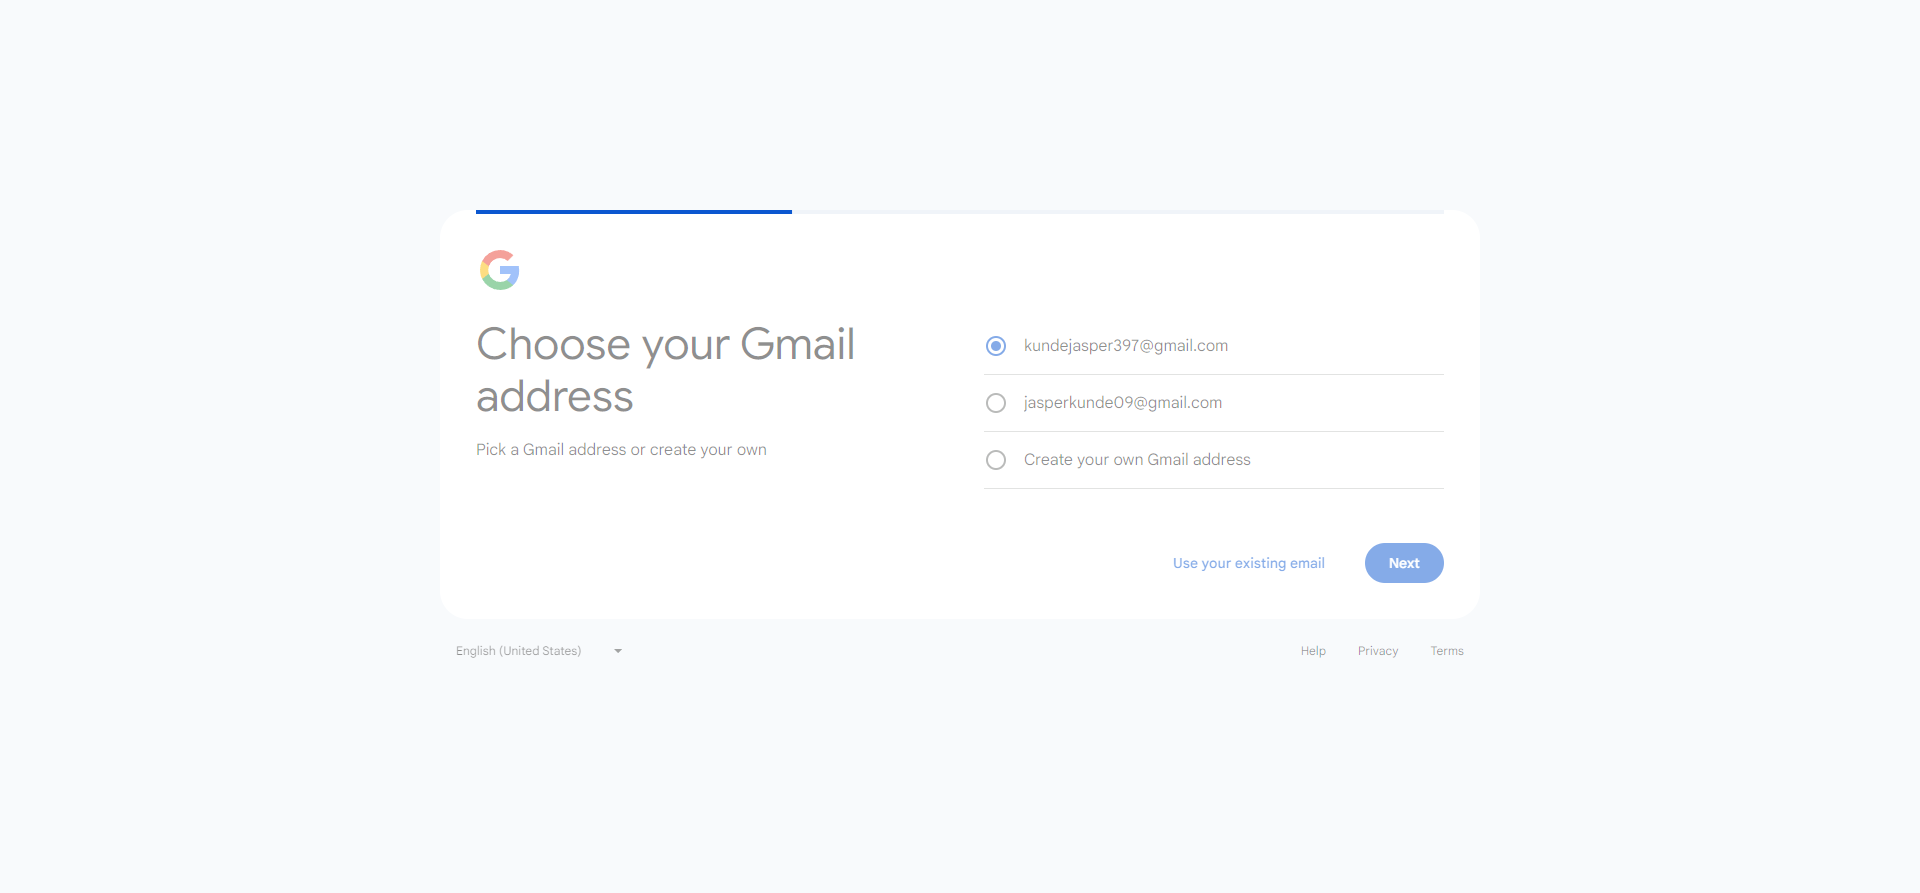 Choose your Gmail
address
Pick a Gmail address or create your own
kundejasper397@gmail.com
jasperkunde09@gmail.com
Create your own Gmail address
Use your existing email
Next
English (United States)
Help
Privacy
Terms